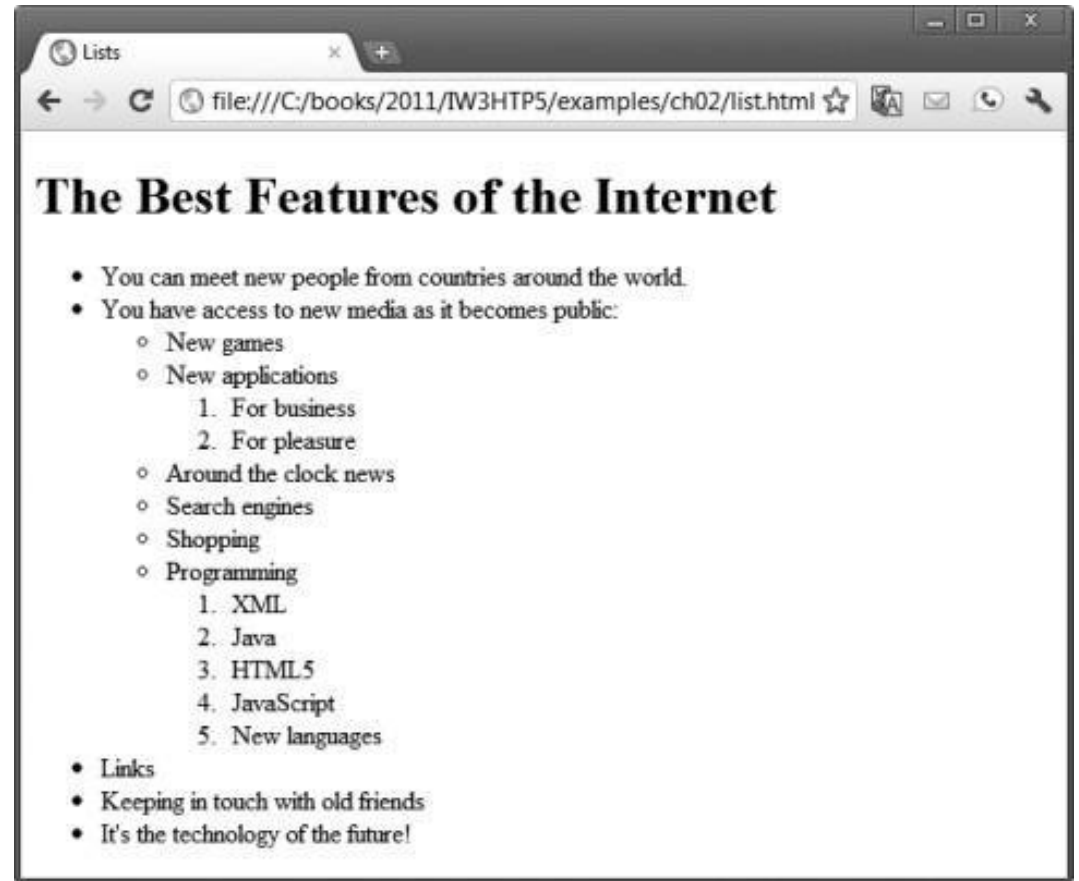 Lists
file:///C:/books/2011/IW3HTP5/examples/ch02/list.html
The Best Features of the Internet
• You can meet new people from countries around the world.
• You have access to new media as it becomes public:
◦ New games
◦ New applications
1. For business
2. For pleasure
◦ Around the clock news
◦ Search engines
◦ Shopping
◦ Programming
1. XML
2. Java
3. HTML5
4. JavaScript
5. New languages
• Links
• Keeping in touch with old friends
• It's the technology of the future!